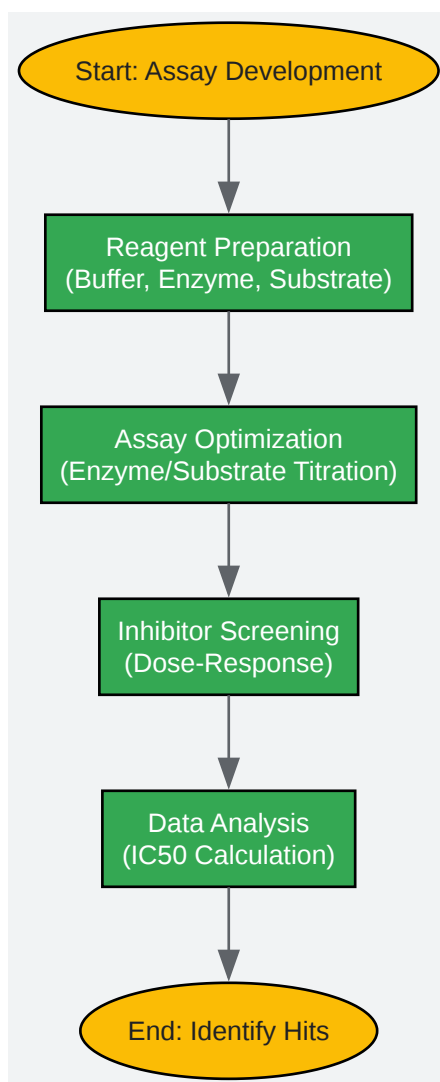 Start: Assay Development
Reagent Preparation
(Buffer, Enzyme, Substrate)
Assay Optimization
(Enzyme/Substrate Titration)
Inhibitor Screening
(Dose-Response)
Data Analysis
(IC50 Calculation)
End: Identify Hits